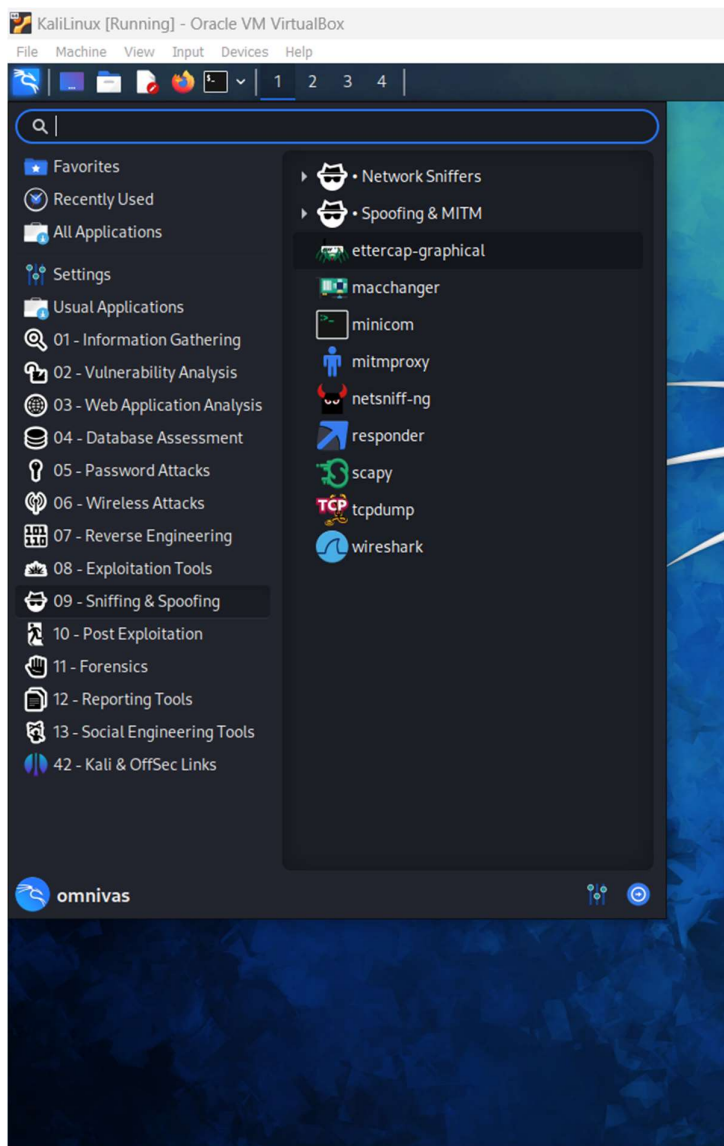 KaliLinux [Running] - Oracle VM VirtualBox
File Machine View Input Devices Help
1 2 3 4
Favorites
Recently Used
All Applications
Settings
Usual Applications
01 - Information Gathering
02 - Vulnerability Analysis
03 - Web Application Analysis
04 - Database Assessment
05 - Password Attacks
06 - Wireless Attacks
07 - Reverse Engineering
08 - Exploitation Tools
09 - Sniffing & Spoofing
10 - Post Exploitation
11 - Forensics
12 - Reporting Tools
13 - Social Engineering Tools
42 - Kali & OffSec Links
• Network Sniffers
• Spoofing & MITM
ettercap-graphical
macchanger
minicom
mitmproxy
netsniff-ng
responder
scapy
TCP tcpdump
wireshark
omnivas